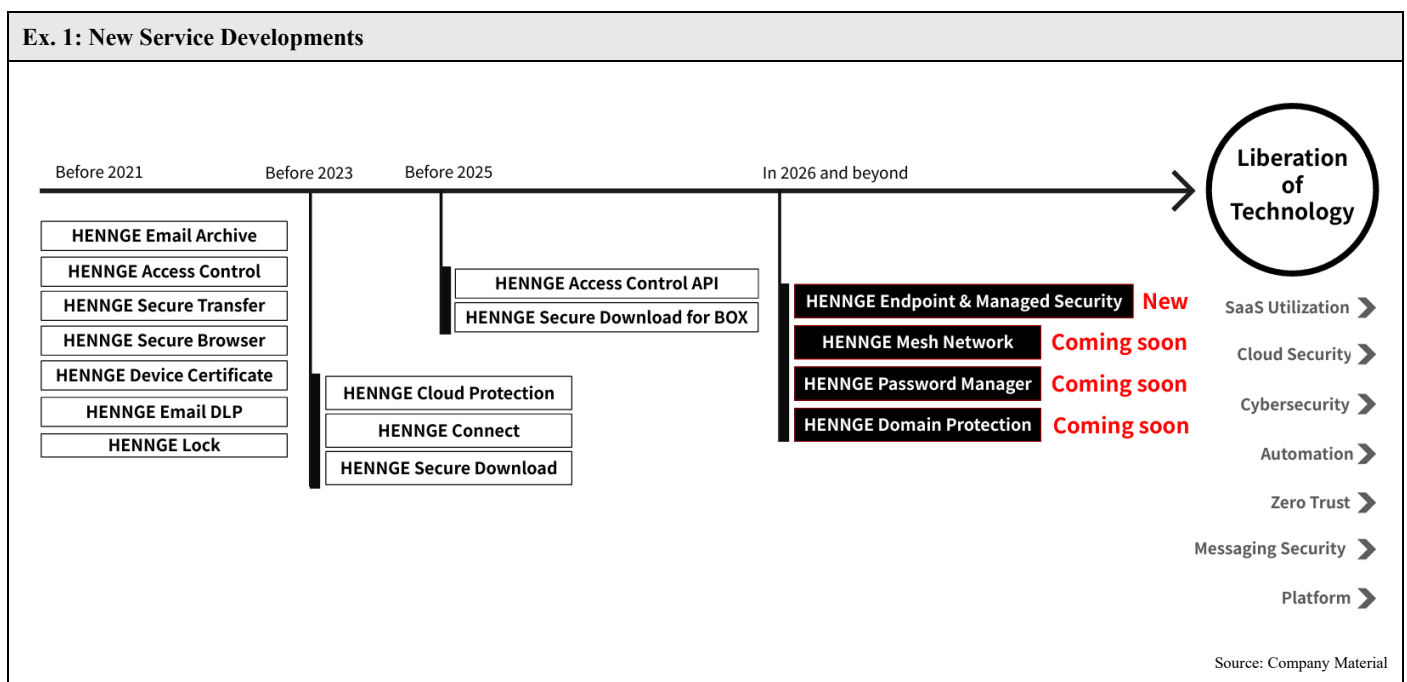 Ex. 1: New Service Developments
Before 2021
Before 2023
Before 2025
In 2026 and beyond
Liberation
of
Technology
HENNGE Email Archive
HENNGE Access Control
HENNGE Secure Transfer
HENNGE Secure Browser
HENNGE Device Certificate
HENNGE Email DLP
HENNGE Lock
HENNGE Cloud Protection
HENNGE Connect
HENNGE Secure Download
HENNGE Access Control API
HENNGE Secure Download for BOX
HENNGE Endpoint & Managed Security New
HENNGE Mesh Network Coming soon
HENNGE Password Manager Coming soon
HENNGE Domain Protection Coming soon
SaaS Utilization
Cloud Security
Cybersecurity
Automation
Zero Trust
Messaging Security
Platform
Source: Company Material